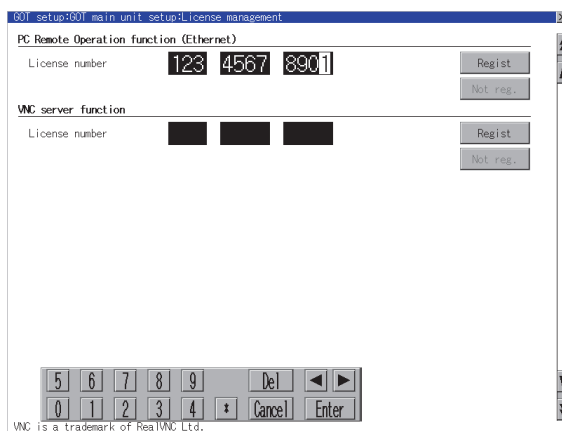 GOT setup:GOT main unit setup:License management
PC Remote Operation function (Ethernet)
License number 123 4567 8901 Regist
Not reg.
VNC server function
License number Regist
Not reg.
5 6 7 8 9 Del ◀ ▶
0 1 2 3 4 * Cancel Enter
VNC is a trademark of RealVNC Ltd.